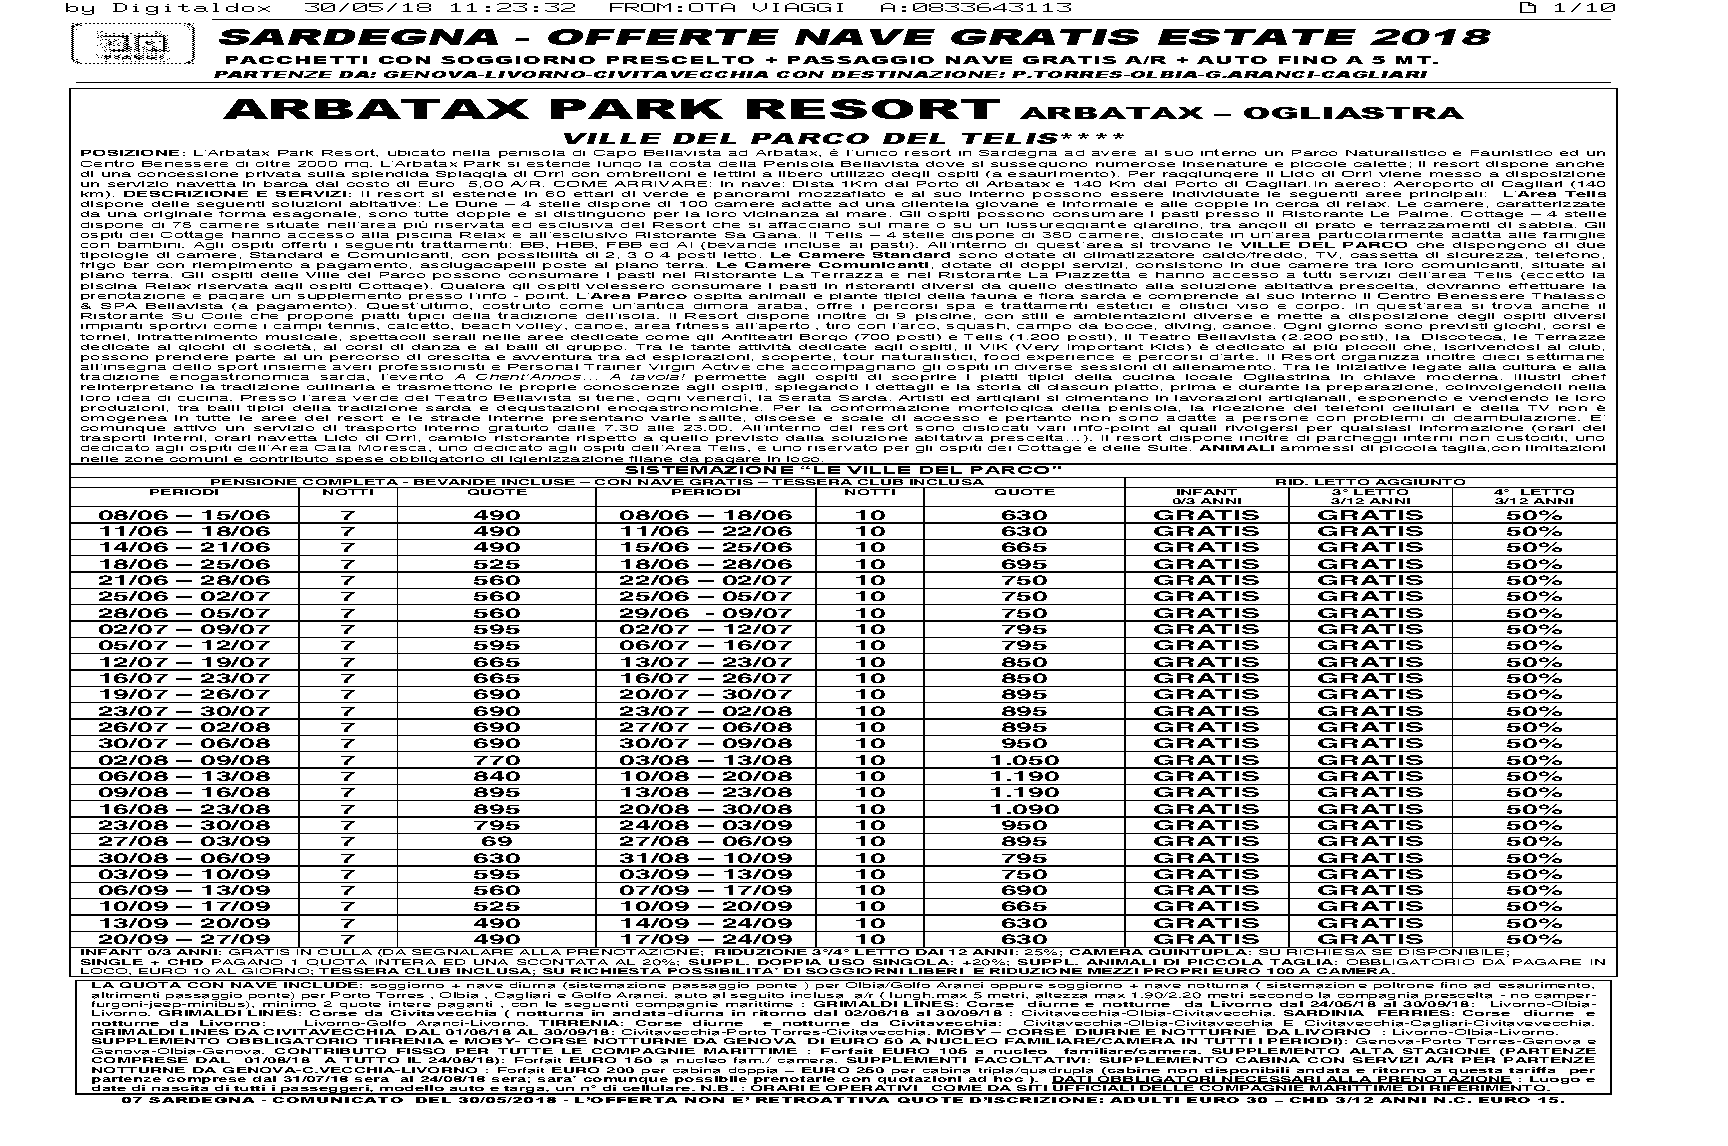 by Digitaldox 30/05/18 11:23:32 FROM:OTA VIAGGI A:0833643113 1/10
SARDEGNA - OFFERTE NAVE GRATIS ESTATE 2018
PACCHETTI CON SOGGIORNO PRESCELTO + PASSAGGIO NAVE GRATIS A/R + AUTO FINO A 5 MT.
PARTENZE DA: GENOVA-LIVORNO-CIVITAVECCHIA CON DESTINAZIONE: P.TORRES-OLBIA-G.ARANCI-CAGLIARI
ARBATAX PARK RESORT ARBATAX – OGLIASTRA
VILLE DEL PARCO DEL TELIS****
POSIZIONE: L'Arbatax Park Resort, ubicato nella penisola di Capo Bellavista ad Arbatax, è l'unico resort in Sardegna ad avere al suo interno un Parco Naturalistico e Faunistico ed un
Centro Benessere di oltre 2000 mq. L'Arbatax Park si estende lungo la costa della Penisola Bellavista dove si susseguono numerose insenature e piccole calette; Il resort dispone anche
di una concessione privata sulla splendida Spiaggia di Orrì con ombrelloni e lettini a libero utilizzo degli ospiti (a esaurimento). Per raggiungere il Lido di Orrì viene messo a disposizione
un servizio navetta in barca dal costo di Euro 5,00 A/R. COME ARRIVARE: In nave: Dista 1Km dal Porto di Arbatax e 140 Km dal Porto di Cagliari.In aereo: Aeroporto di Cagliari (140
km). DESCRIZIONE E SERVIZI: Il resort si estende in 60 ettari di verde e panorami mozzafiato e al suo interno possono essere individuate le seguenti aree principali: L'Area Telis
dispone delle seguenti soluzioni abitative: Le Dune – 4 stelle dispone di 100 camere adatte ad una clientela giovane e informale e alle coppie in cerca di relax. Le camere, caratterizzate
da una originale forma esagonale, sono tutte doppie e si distinguono per la loro vicinanza al mare. Gli ospiti possono consumare i pasti presso il Ristorante Le Palme. Cottage – 4 stelle
dispone di 78 camere situate nell'area più riservata ed esclusiva del Resort che si affacciano sul mare o su un lussureggiante giardino, tra angoli di prato e terrazzamenti di sabbia. Gli
ospiti dei Cottage hanno accesso alla piscina Relax e all'esclusivo Ristorante Sa Gana. Il Telis – 4 stelle dispone di 380 camere, dislocate in un'area particolarmente adatta alle famiglie
con bambini. Agli ospiti offerti i seguenti trattamenti: BB, HBB, FBB ed AI (bevande incluse ai pasti). All'interno di quest'area si trovano le VILLE DEL PARCO che dispongono di due
tipologie di camere, Standard e Comunicanti, con possibilità di 2, 3 0 4 posti letto. Le Camere Standard sono dotate di climatizzatore caldo/freddo, TV, cassetta di sicurezza, telefono,
frigo bar con riempimento a pagamento, asciugacapelli poste al piano terra. Le Camere Comunicanti, dotate di doppi servizi, consistono in due camere tra loro comunicanti, situate al
piano terra. Gli ospiti delle Ville del Parco possono consumare i pasti nel Ristorante La Terrazza e nel Ristorante La Piazzetta e hanno accesso a tutti servizi dell'area Telis (eccetto la
piscina Relax riservata agli ospiti Cottage). Qualora gli ospiti volessero consumare i pasti in ristoranti diversi da quello destinato alla soluzione abitativa prescelta, dovranno effettuare la
prenotazione e pagare un supplemento presso l'info - point. L'Area Parco ospita animali e piante tipici della fauna e flora sarda e comprende al suo interno il Centro Benessere Thalasso
& SPA Bellavista (a pagamento). Quest'ultimo, costruito come un'antica dimora araba, offre i percorsi spa e trattamenti estetici e olistici viso e corpo. In quest'area si trova anche il
Ristorante Su Coile che propone piatti tipici della tradizione dell'isola. Il Resort dispone inoltre di 9 piscine, con stili e ambientazioni diverse e mette a disposizione degli ospiti diversi
impianti sportivi come i campi tennis, calcetto, beach volley, canoe, area fitness all'aperto , tiro con l'arco, squash, campo da bocce, diving, canoe. Ogni giorno sono previsti giochi, corsi e
tornei, intrattenimento musicale, spettacoli serali nelle aree dedicate come gli Anfiteatri Borgo (700 posti) e Telis (1.200 posti), il Teatro Bellavista (2.200 posti), la Discoteca, le Terrazze
dedicate ai giochi di società, ai corsi di danza e ai balli di gruppo. Tra le tante attività dedicate agli ospiti, il VIK (Very Important Kids) è dedicato ai più piccoli che, iscrivendosi al club,
possono prendere parte ai un percorso di crescita e avventura tra ad esplorazioni, scoperte, tour naturalistici, food experience e percorsi d'arte. Il Resort organizza inoltre dieci settimane
all'insegna dello sport insieme averi professionisti e Personal Trainer Virgin Active che accompagnano gli ospiti in diverse sessioni di allenamento. Tra le iniziative legate alla cultura e alla
tradizione enogastronomica sarda, l'evento A Chent'Annos... A tavola! permette agli ospiti di scoprire i piatti tipici della cucina locale Ogliastrina in chiave moderna. Illustri chef
reinterpretano la tradizione culinaria e trasmettono le proprie conoscenze agli ospiti, spiegando i dettagli e la storia di ciascun piatto, prima e durante la preparazione, coinvolgendoli nella
loro idea di cucina. Presso l'area verde del Teatro Bellavista si tiene, ogni venerdì, la Serata Sarda. Artisti ed artigiani si cimentano in lavorazioni artigianali, esponendo e vendendo le loro
produzioni, tra balli tipici della tradizione sarda e degustazioni enogastronomiche. Per la conformazione morfologica della penisola, la ricezione dei telefoni cellulari e della TV non è
omogenea in tutte le aree del resort e le strade interne presentano varie salite, discese e scale di accesso e pertanto non sono adatte a persone con problemi di deambulazione. E'
comunque attivo un servizio di trasporto interno gratuito dalle 7.30 alle 23.00. All'interno del resort sono dislocati vari info-point ai quali rivolgersi per qualsiasi informazione (orari dei
trasporti interni, orari navetta Lido di Orrì, cambio ristorante rispetto a quello previsto dalla soluzione abitativa prescelta...). Il resort dispone inoltre di parcheggi interni non custoditi, uno
dedicato agli ospiti dell'Area Cala Moresca, uno dedicato agli ospiti dell'Area Telis, e uno riservato per gli ospiti dei Cottage e delle Suite. ANIMALI ammessi di piccola taglia,con limitazioni
nelle zone comuni e contributo spese obbligatorio di igienizzazione filane da pagare in loco.
SISTEMAZIONE “LE VILLE DEL PARCO”
PENSIONE COMPLETA - BEVANDE INCLUSE – CON NAVE GRATIS – TESSERA CLUB INCLUSA RID. LETTO AGGIUNTO
PERIODI NOTTI QUOTE PERIODI NOTTI QUOTE INFANT 0/3 ANNI 3° LETTO 3/12 ANNI 4° LETTO 3/12 ANNI
08/06 – 15/06 7 490 08/06 – 18/06 10 630 GRATIS GRATIS 50%
11/06 – 18/06 7 490 11/06 – 22/06 10 630 GRATIS GRATIS 50%
14/06 – 21/06 7 490 15/06 – 25/06 10 665 GRATIS GRATIS 50%
18/06 – 25/06 7 525 18/06 – 28/06 10 695 GRATIS GRATIS 50%
21/06 – 28/06 7 560 22/06 – 02/07 10 750 GRATIS GRATIS 50%
25/06 – 02/07 7 560 25/06 – 05/07 10 750 GRATIS GRATIS 50%
28/06 – 05/07 7 560 29/06 - 09/07 10 750 GRATIS GRATIS 50%
02/07 – 09/07 7 595 02/07 – 12/07 10 795 GRATIS GRATIS 50%
05/07 – 12/07 7 595 06/07 – 16/07 10 795 GRATIS GRATIS 50%
12/07 – 19/07 7 665 13/07 – 23/07 10 850 GRATIS GRATIS 50%
16/07 – 23/07 7 665 16/07 – 26/07 10 850 GRATIS GRATIS 50%
19/07 – 26/07 7 690 20/07 – 30/07 10 895 GRATIS GRATIS 50%
23/07 – 30/07 7 690 23/07 – 02/08 10 895 GRATIS GRATIS 50%
26/07 – 02/08 7 690 27/07 – 06/08 10 895 GRATIS GRATIS 50%
30/07 – 06/08 7 690 30/07 – 09/08 10 950 GRATIS GRATIS 50%
02/08 – 09/08 7 770 03/08 – 13/08 10 1.050 GRATIS GRATIS 50%
06/08 – 13/08 7 840 10/08 – 20/08 10 1.190 GRATIS GRATIS 50%
09/08 – 16/08 7 895 13/08 – 23/08 10 1.190 GRATIS GRATIS 50%
16/08 – 23/08 7 895 20/08 – 30/08 10 1.090 GRATIS GRATIS 50%
23/08 – 30/08 7 795 24/08 – 03/09 10 950 GRATIS GRATIS 50%
27/08 – 03/09 7 69 27/08 – 06/09 10 895 GRATIS GRATIS 50%
30/08 – 06/09 7 630 31/08 – 10/09 10 795 GRATIS GRATIS 50%
03/09 – 10/09 7 595 03/09 – 13/09 10 750 GRATIS GRATIS 50%
06/09 – 13/09 7 560 07/09 – 17/09 10 690 GRATIS GRATIS 50%
10/09 – 17/09 7 525 10/09 – 20/09 10 665 GRATIS GRATIS 50%
13/09 – 20/09 7 490 14/09 – 24/09 10 630 GRATIS GRATIS 50%
20/09 – 27/09 7 490 17/09 – 24/09 10 630 GRATIS GRATIS 50%
INFANT 0/3 ANNI: GRATIS IN CULLA (DA SEGNALARE ALLA PRENOTAZIONE; RIDUZIONE 3°/4° LETTO DAI 12 ANNI: 25%; CAMERA QUINTUPLA: SU RICHIESA SE DISPONIBILE;
SINGLE + CHD PAGANO 1 QUOTA INTERA ED UNA SCONTATA AL 20%; SUPPL. DOPPIA USO SINGOLA: +20%; SUPPL. ANIMALI DI PICCOLA TAGLIA: OBBLIGATORIO DA PAGARE IN
LOCO, EURO 10 AL GIORNO; TESSERA CLUB INCLUSA; SU RICHIESTA POSSIBILITA' DI SOGGIORNI LIBERI E RIDUZIONE MEZZI PROPRI EURO 100 A CAMERA.
LA QUOTA CON NAVE INCLUDE: soggiorno + nave diurna (sistemazione passaggio ponte ) per Olbia/Golfo Aranci oppure soggiorno + nave notturna ( sistemazione poltrone fino ad esaurimento,
altrimenti passaggio ponte) per Porto Torres , Olbia , Cagliari e Golfo Aranci. auto al seguito inclusa a/r ( lungh.max 5 metri, altezza max 1.90/2.20 metri secondo la compagnia prescelta - no camper-
furgoni-jeep-minibus), minimo 2 quote intere paganti , con le seguenti compagnie marittime : GRIMALDI LINES: Corse diurne e notturne da Livorno dal 24/05/18 al 30/09/18: Livorno-Olbia-
Livorno. GRIMALDI LINES: Corse da Civitavecchia ( notturna in andata-diurna in ritorno dal 02/06/18 al 30/09/18 : Civitavecchia-Olbia-Civitavecchia. SARDINIA FERRIES: Corse diurne e
notturne da Livorno: Livorno-Golfo Aranci-Livorno. TIRRENIA: Corse diurne e notturne da Civitavecchia: Civitavecchia-Olbia-Civitavecchia E Civitavecchia-Cagliari-Civitavecchia.
GRIMALDI LINES DA CIVITAVECCHIA DAL 01/06/18 AL 30/09/18: Civitavecchia-Porto Torres-Civitavecchia. MOBY – CORSE DIURNE E NITURNE DA LIVORNO : Livorno-Olbia-Livorno.
SUPPLEMENTO OBBLIGATORIO TIRRENIA e MOBY- CORSE NOTTURNE DA GENOVA DI EURO 50 A NUCLEO FAMILIARE/CAMERA IN TUTTI I PERIODI): Genova-Porto Torres-Genova e
Genova-Olbia-Genova. CONTRIBUTO FISSO PER TUTTE LE COMPAGNIE MARITTIME : Forfait EURO 105 a nucleo familiare/camera. SUPPLEMENTO ALTA STAGIONE (PARTENZE
COMPRESE DAL 01/08/18 A TUTTO IL 24/08/18): Forfait EURO 100 a nucleo fam./ camera. SUPPLEMENTI FACOLTATIVI: SUPPLEMENTO CABINA CON SERVIZI A/R PER PARTENZE
NOTTURNE DA GENOVA-C.VECCHIA-LIVORNO : Forfait EURO 200 per cabina doppia – EURO 250 per cabina tripla/quadrupla (cabine non disponibili andata e ritorno a questa tariffa per
partenze comprese dal 31/07/18 sera al 24/08/18 sera; sara' comunque possibile prenotarle con quotazioni ad hoc ). DATI OBBLIGATORI NECESSARI ALLA PRENOTAZIONE : Luogo e
date di nascita di tutti i passeggeri, modello auto e targa, un n° di cellulare. N.B. : ORARI E OPERATIVI COME DA SITI UFFICIALI DELLE COMPAGNIE MARITTIME DI RIFERIMENTO.
07 SARDEGNA - COMUNICATO DEL 30/05/2018 - L'OFFERTA NON E' RETROATTIVA QUOTE D'ISCRIZIONE: ADULTI EURO 30 – CHD 3/12 ANNI N.C. EURO 15.